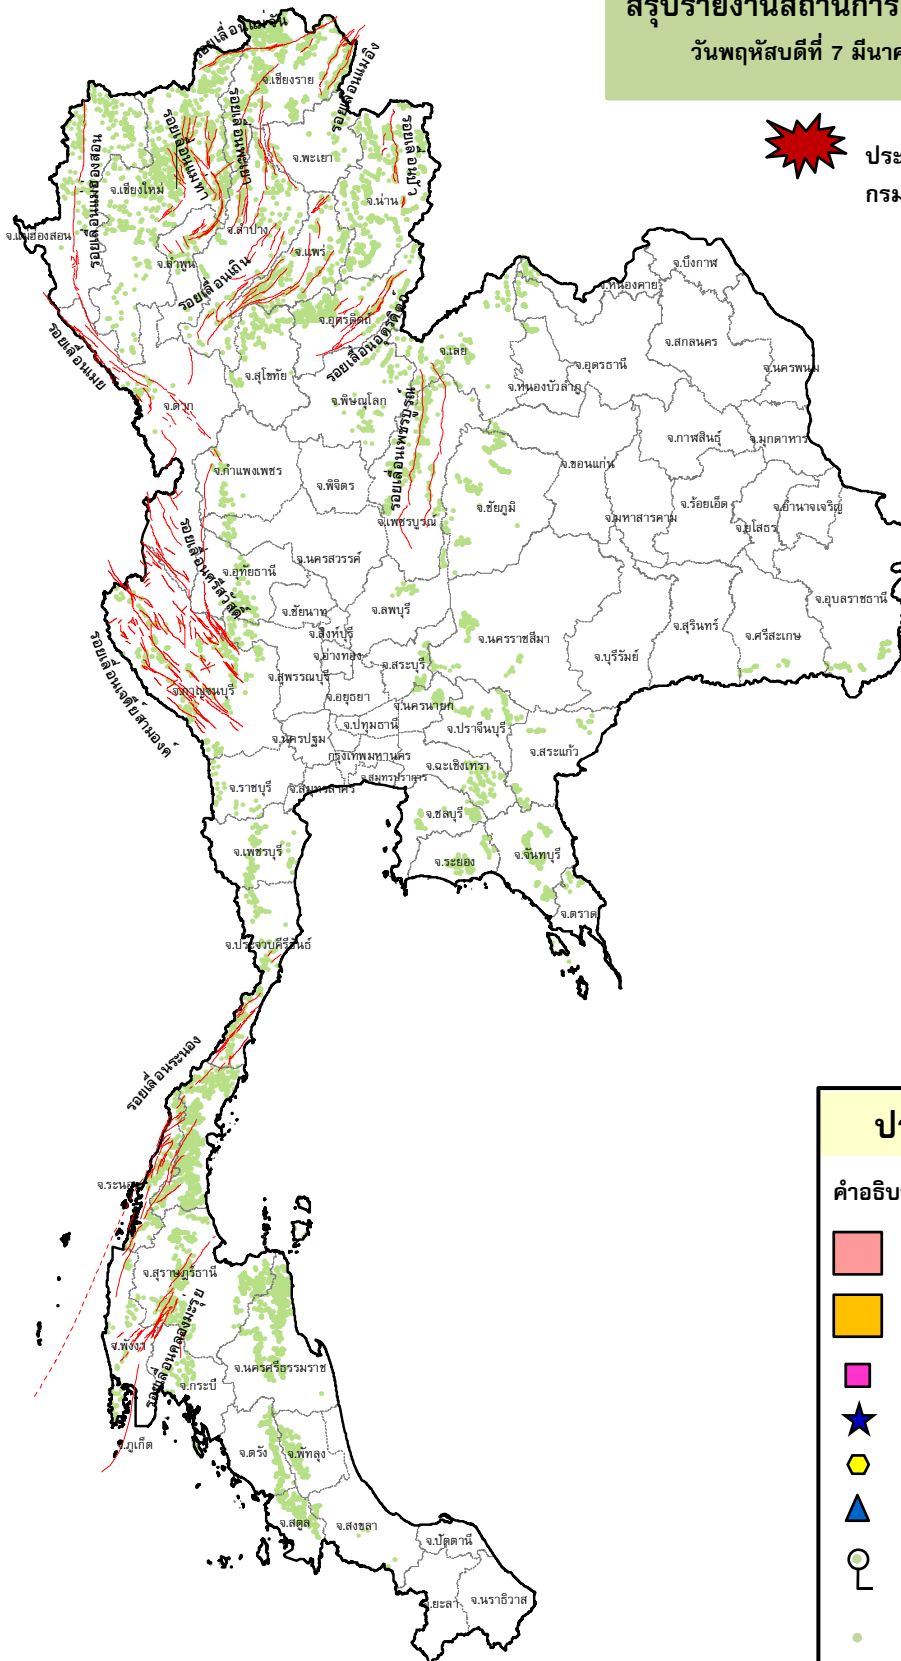 สรุปรายงานสถานการ
วันพฤหัสบดีที่ 7 มีนาค
ประ
กรม
รอยเลื่อนแม่จัน
รอยเลื่อนแม่อิง
จ.เชียงราย
รอยเลื่อนพะเยา
รอยเลื่อนแม่ทา
รอยเลื่อนปัว
จ.พะเยา
รอยเลื่อนแม่ฮ่องสอน
จ.เชียงใหม่
จ.น่าน
จ.แม่ฮ่องสอน
จ.ลำปาง
จ.แพร่
จ.ลำพูน
รอยเลื่อนเถิน
จ.อุตรดิตถ์
รอยเลื่อนอุตรดิตถ์
รอยเลื่อนเมย
จ.บึงกาฬ
จ.หนองคาย
จ.สกลนคร
จ.เลย
จ.อุดรธานี
จ.นครพนม
จ.สุโขทัย
จ.หนองบัวลำภู
จ.ตาก
จ.พิษณุโลก
รอยเลื่อนเพชรบูรณ์
จ.กาฬสินธุ์
จ.มุกดาหาร
จ.กำแพงเพชร
จ.ขอนแก่น
จ.พิจิตร
จ.ชัยภูมิ
จ.ร้อยเอ็ด
จ.อำนาจเจริญ
จ.เพชรบูรณ์
จ.มหาสารคาม
จ.ยโสธร
รอยเลื่อนศรีสวัสดิ์
จ.นครสวรรค์
จ.อุทัยธานี
จ.อุบลราชธานี
จ.ชัยนาท
จ.ลพบุรี
จ.สิงห์บุรี
จ.นครราชสีมา
จ.สุรินทร์
จ.ศรีสะเกษ
จ.อ่างทอง
จ.สระบุรี
จ.บุรีรัมย์
จ.สุพรรณบุรี
จ.กาญจนบุรี
จ.อยุธยา
จ.นครนายก
รอยเลื่อนเจดีย์สามองค์
จ.ปทุมธานี
จ.ปราจีนบุรี
จ.นครปฐม
จ.สระแก้ว
กรุงเทพมหานคร
จ.ฉะเชิงเทรา
จ.สมุทรปราการ
จ.ราชบุรี
จ.สมุทรสาคร
จ.ชลบุรี
จ.เพชรบุรี
จ.ระยอง
จ.จันทบุรี
จ.ตราด
จ.ประจวบคีรีขันธ์
รอยเลื่อนระนอง
จ.ระนอง
จ.สุราษฎร์ธานี
รอยเลื่อนคลองมะรุ่ย
จ.พังงา
จ.นครศรีธรรมราช
จ.กระบี่
จ.ภูเก็ต
จ.ตรัง
จ.พัทลุง
จ.สตูล
จ.สงขลา
จ.ปัตตานี
จ.ยะลา
จ.นราธิวาส
ปร
คำอธิบ